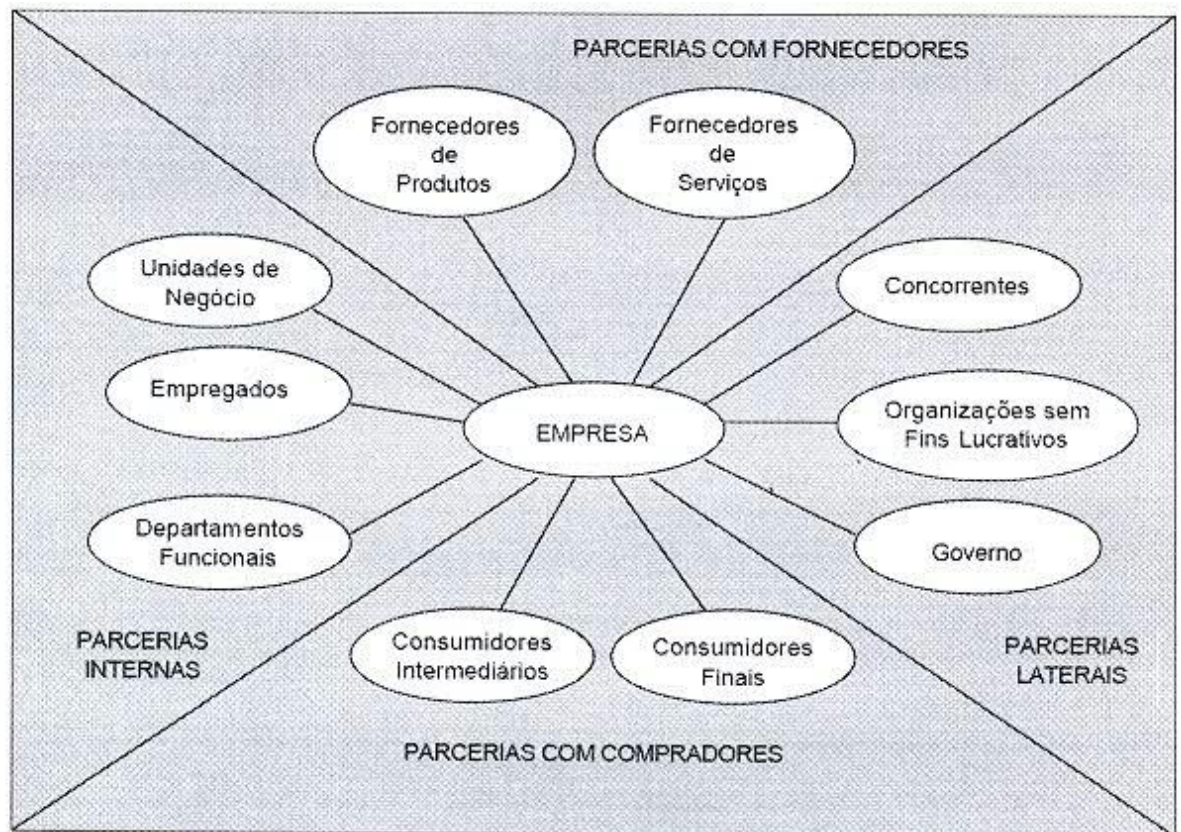 PARCERIAS COM FORNECEDORES
Fornecedores
de
Produtos
Fornecedores
de
Serviços
Unidades de
Negócio
Concorrentes
Empregados
EMPRESA
Organizações sem
Fins Lucrativos
Departamentos
Funcionais
Governo
PARCERIAS
INTERNAS
Consumidores
Intermediários
Consumidores
Finais
PARCERIAS
LATERAIS
PARCERIAS COM COMPRADORES